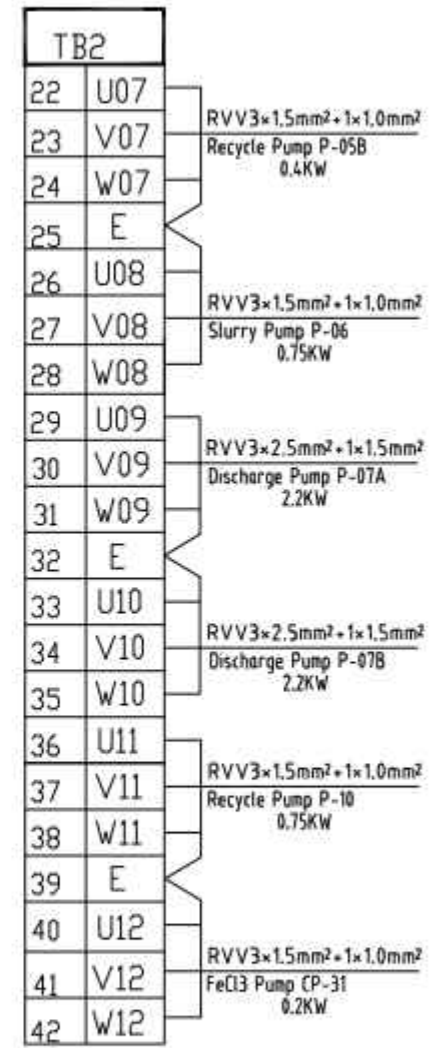 TB2
22 U07
23 V07
24 W07
25 E
26 U08
27 V08
28 W08
29 U09
30 V09
31 W09
32 E
33 U10
34 V10
35 W10
36 U11
37 V11
38 W11
39 E
40 U12
41 V12
42 W12
RVV3×1.5mm²+1×1.0mm²
Recycle Pump P-05B
0.4KW
RVV3×1.5mm²+1×1.0mm²
Slurry Pump P-06
0.75KW
RVV3×2.5mm²+1×1.5mm²
Discharge Pump P-07A
2.2KW
RVV3×2.5mm²+1×1.5mm²
Discharge Pump P-07B
2.2KW
RVV3×1.5mm²+1×1.0mm²
Recycle Pump P-10
0.75KW
RVV3×1.5mm²+1×1.0mm²
FeCl3 Pump CP-31
0.2KW